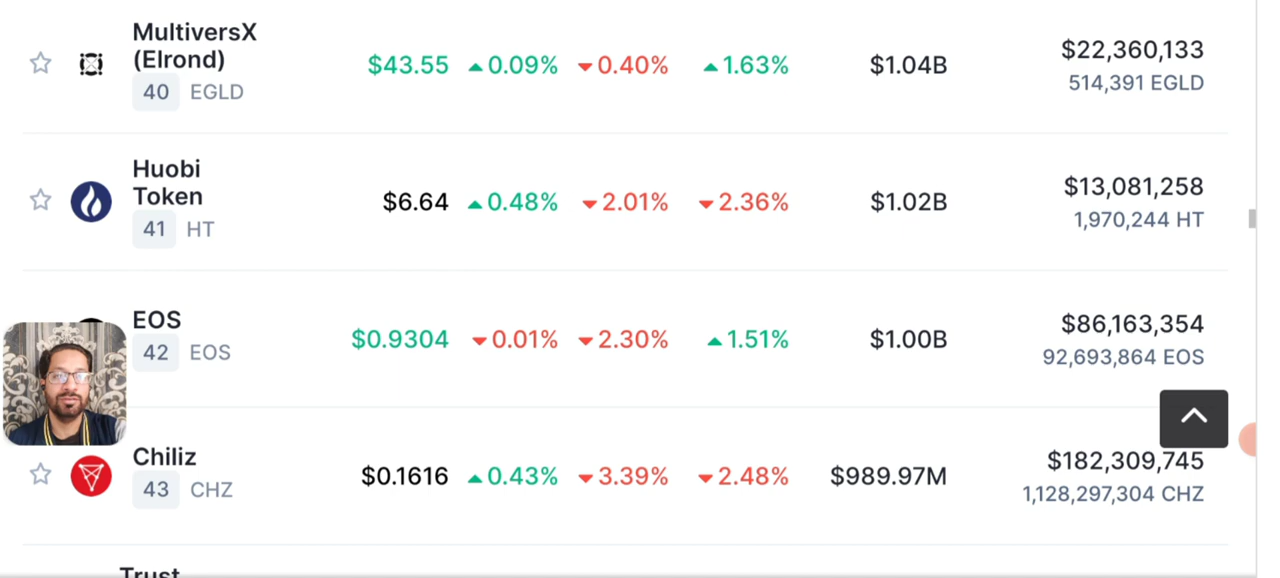 MultiversX
(Elrond)
40 EGLD
$43.55 0.09% 0.40% 1.63% $1.04B $22,360,133
514,391 EGLD
Huobi
Token
41 HT
$6.64 0.48% 2.01% 2.36% $1.02B $13,081,258
1,970,244 HT
EOS
42 EOS
$0.9304 0.01% 2.30% 1.51% $1.00B $86,163,354
92,693,864 EOS
Chiliz
43 CHZ
$0.1616 0.43% 3.39% 2.48% $989.97M $182,309,745
1,128,297,304 CHZ
Trust